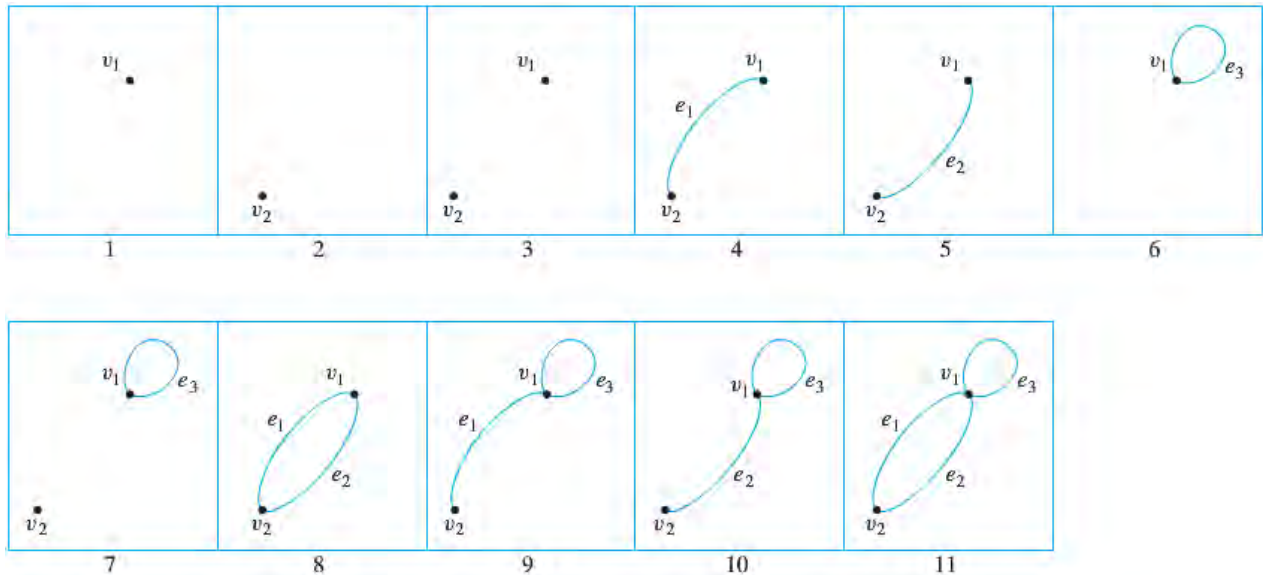 v₁
v₂
v₁
v₂
v₁
e₁
v₂
v₁
e₂
v₂
v₁
e₃
1 2 3 4 5 6
v₁
e₃
v₂
v₁
e₁
e₂
v₂
v₁
e₃
e₁
v₂
v₁
e₃
e₂
v₂
v₁
e₃
e₁
e₂
v₂
7 8 9 10 11